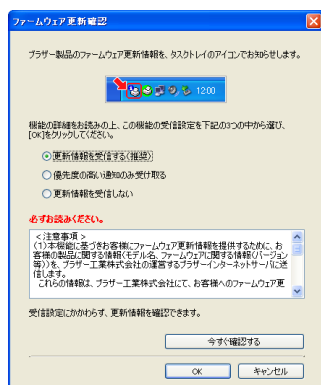 ファームウェア更新確認
ブラザー製品のファームウェア更新情報を、タスクトレイのアイコンでお知らせします。
12:00
機能の詳細をお読みの上、この機能の受信設定を下記の3つの中から選び、
[OK]をクリックしてください。
更新情報を受信する(推奨)
優先度の高い通知のみ受け取る
更新情報を受信しない
必ずお読みください。
<注意事項>
(1)本機能に基づきお客様にファームウェア更新情報を提供するために、お
客様の製品に関する情報(モデル名、ファームウェアに関する情報(バージョン
等))を、ブラザー工業株式会社の運営するブラザーインターネットサーバに送
信します。
これらの情報は、ブラザー工業株式会社にて、お客様へのファームウェア更
受信設定にかかわらず、更新情報を確認できます。
今すぐ確認する
OK
キャンセル